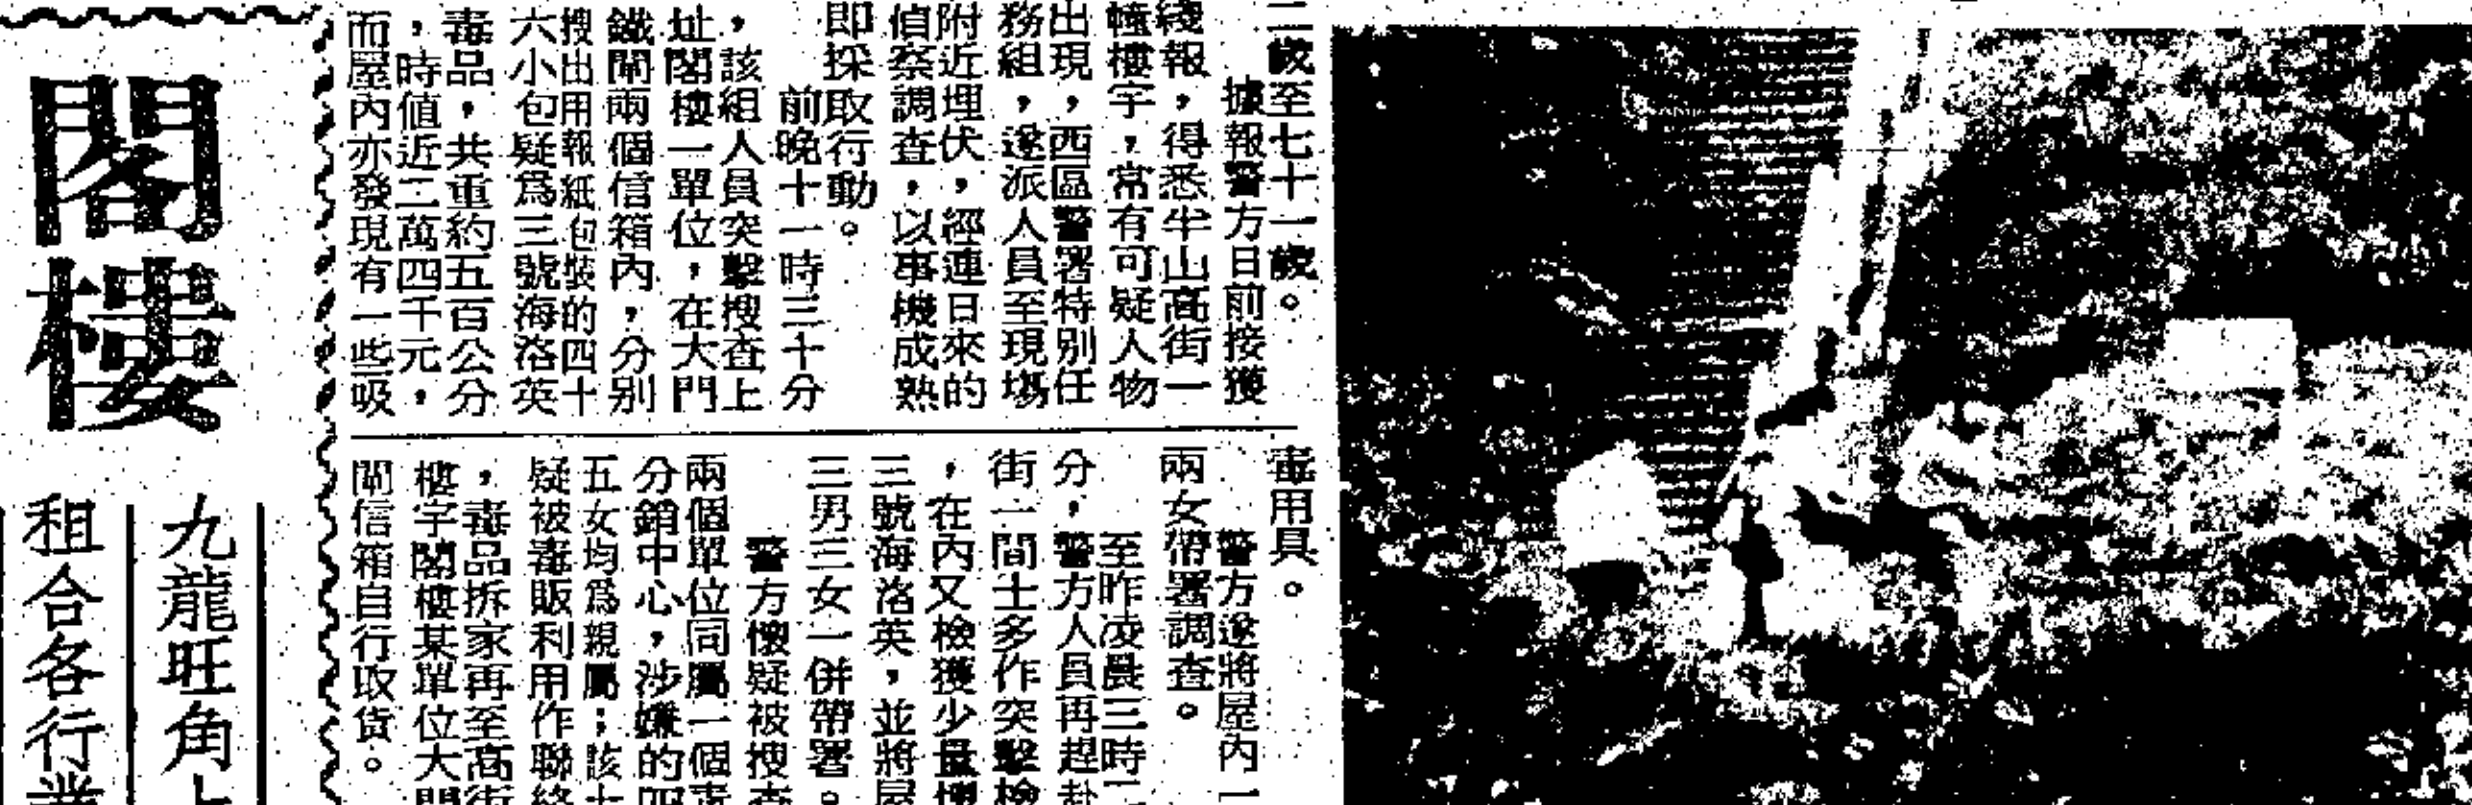 二歲至七十一歲。
據報警方日前接獲
綫報，得悉半山高街一
幢樓宇，常有可疑人物
出現，西區警署特別任
務組，遂派人員至現塲
附近埋伏，經連日來的
偵察調查，以事機成熟
即採取行動。
前晚十一時三十分
，該組人員突擊搜查上
址閣樓一單位，在大門
鐵閘兩個信箱內，分別
搜出用報紙包裝的四十
六小包疑爲三號海洛英
毒品，共重約五百公分
，時值近二萬四千元，
而屋內亦發現有一些吸
毒用具。
警方遂將屋內一
兩女帶署調查。
至昨凌晨三時
分，警方人員再趕赴
街一間士多作突擊檢
，在內又檢獲少量
三號海洛英，並將屋
三男三女一併帶署。
警方懷疑被搜查
兩個單位同屬一個毒
分銷中心，涉嫌的四
五女均爲親屬；該士
疑被毒販利用作聯絡
，毒品拆家再至高街
樓宇閣樓某單位大門
閘信箱自行取貨。
閣樓
九龍旺角
租合各行業